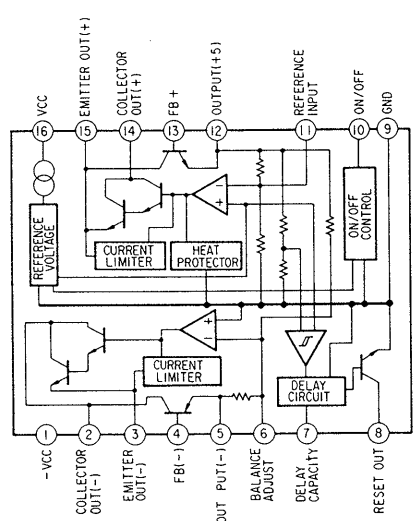 VCC
EMITTER OUT(+)
COLLECTOR
OUT(+)
FB+
OUTPUT(+5)
REFERENCE
INPUT
ON/OFF
GND
16
15
14
13
12
11
10
9
REFERENCE
VOLTAGE
CURRENT
LIMITER
HEAT
PROTECTOR
ON/OFF
CONTROL
-
+
+
-
CURRENT
LIMITER
DELAY
CIRCUIT
1
2
3
4
5
6
7
8
-VCC
COLLECTOR
OUT(-)
EMITTER
OUT(-)
FB(-)
OUT PUT(-)
BALANCE
ADJUST
DELAY
CAPACITY
RESET OUT